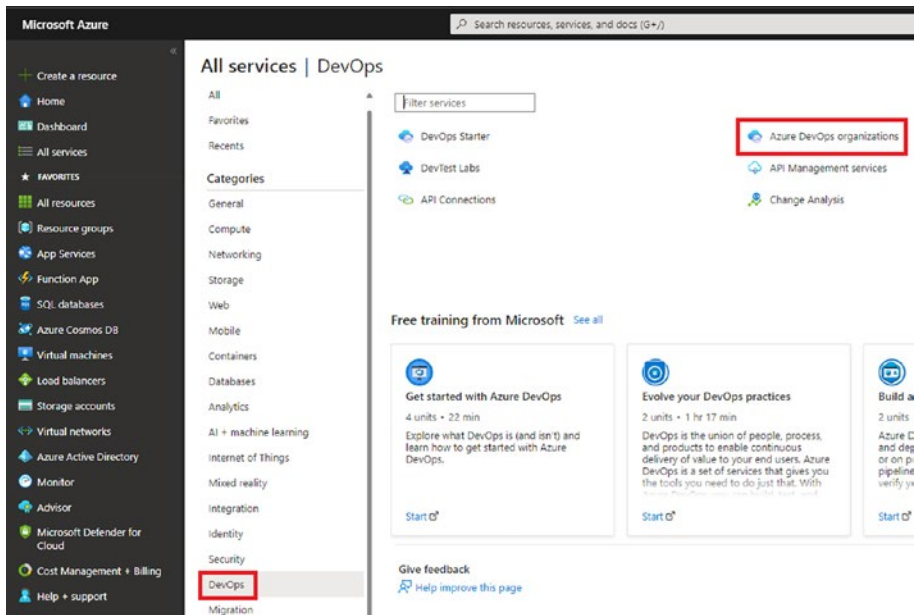 Microsoft Azure
Search resources, services, and docs (G+/)
«
Create a resource
Home
Dashboard
All services
FAVORITES
All resources
Resource groups
App Services
Function App
SQL databases
Azure Cosmos DB
Virtual machines
Load balancers
Storage accounts
Virtual networks
Azure Active Directory
Monitor
Advisor
Microsoft Defender for
Cloud
Cost Management + Billing
Help + support
All services | DevOps
All
Favorites
Recents
Categories
General
Compute
Networking
Storage
Web
Mobile
Containers
Databases
Analytics
AI + machine learning
Internet of Things
Mixed reality
Integration
Identity
Security
DevOps
Migration
Filter services
DevOps Starter
Azure DevOps organizations
DevTest Labs
API Management services
API Connections
Change Analysis
Free training from Microsoft See all
Get started with Azure DevOps
4 units • 22 min
Explore what DevOps is (and isn't) and
learn how to get started with Azure
DevOps.
Start
Evolve your DevOps practices
2 units • 1 hr 17 min
DevOps is the union of people, process,
and products to enable continuous
delivery of value to your end users. Azure
DevOps is a set of services that gives you
the tools you need to do just that. With
Start
Build a
2 units
Azure D
and dep
or on p
pipeline
verify y
Start
Give feedback
Help improve this page